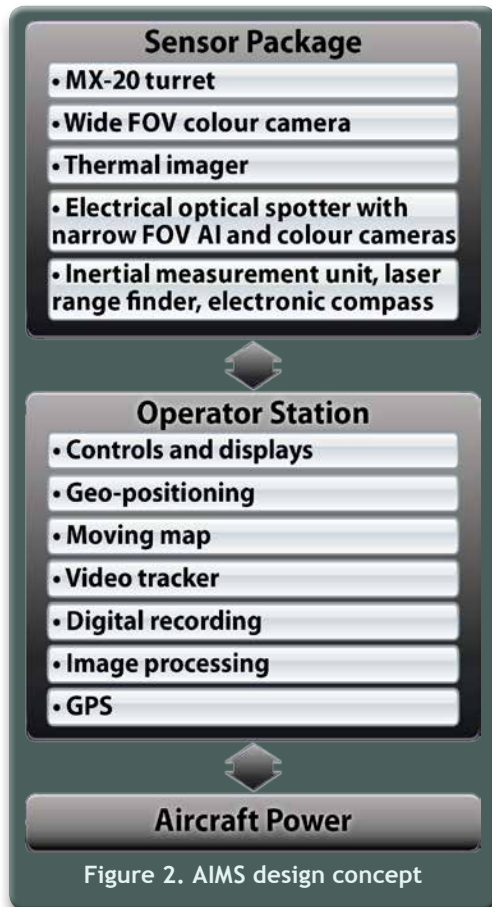 Sensor Package
• MX-20 turret
• Wide FOV colour camera
• Thermal imager
• Electrical optical spotter with
narrow FOV AI and colour cameras
• Inertial measurement unit, laser
range finder, electronic compass
Operator Station
• Controls and displays
• Geo-positioning
• Moving map
• Video tracker
• Digital recording
• Image processing
• GPS
Aircraft Power
Figure 2. AIMS design concept